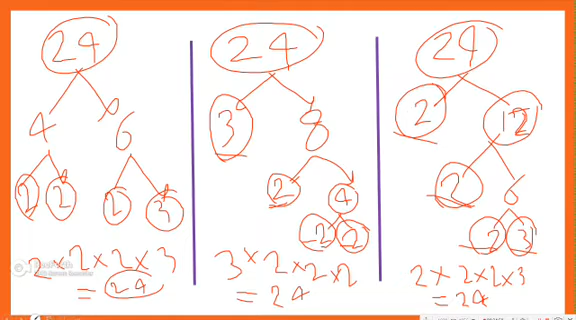 24 24 24
4 6 3 8 2 12
2 2 2 3 2 4 2 6
2 2 2 3
2 × 2 × 2 × 3 3 × 2 × 2 × 2 2 × 2 × 2 × 3
= 24 = 24 = 24